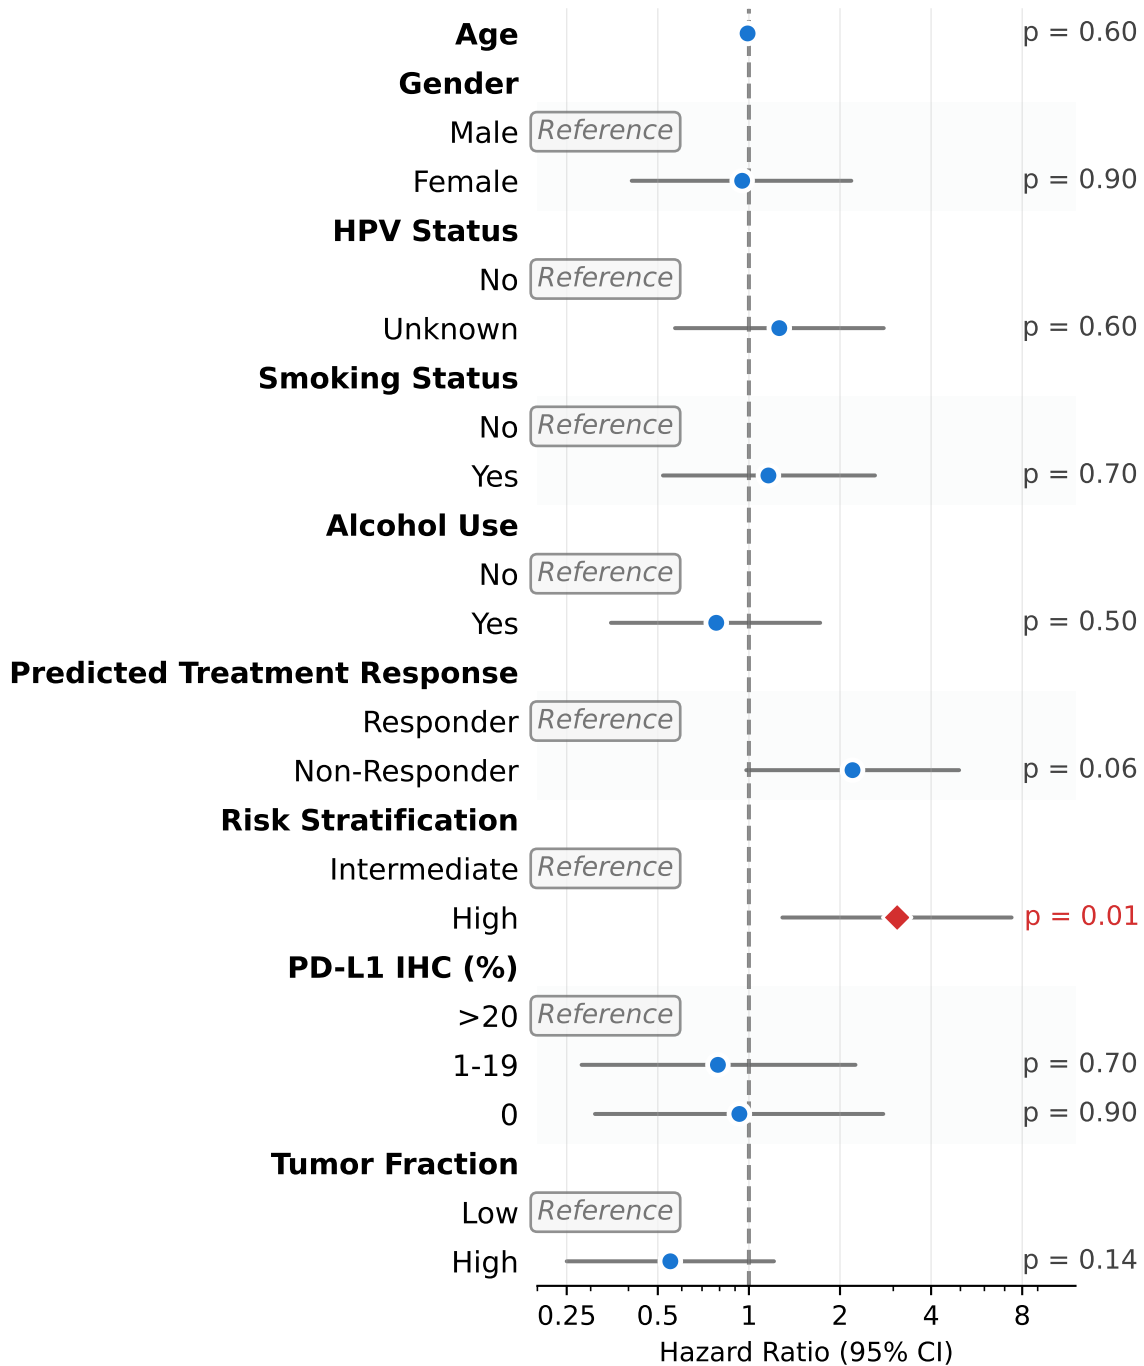 Age p = 0.60
Gender
Male Reference
Female p = 0.90
HPV Status
No Reference
Unknown p = 0.60
Smoking Status
No Reference
Yes p = 0.70
Alcohol Use
No Reference
Yes p = 0.50
Predicted Treatment Response
Responder Reference
Non-Responder p = 0.06
Risk Stratification
Intermediate Reference
High p = 0.01
PD-L1 IHC (%)
>20 Reference
1-19 p = 0.70
0 p = 0.90
Tumor Fraction
Low Reference
High p = 0.14
0.25 0.5 1 2 4 8
Hazard Ratio (95% CI)